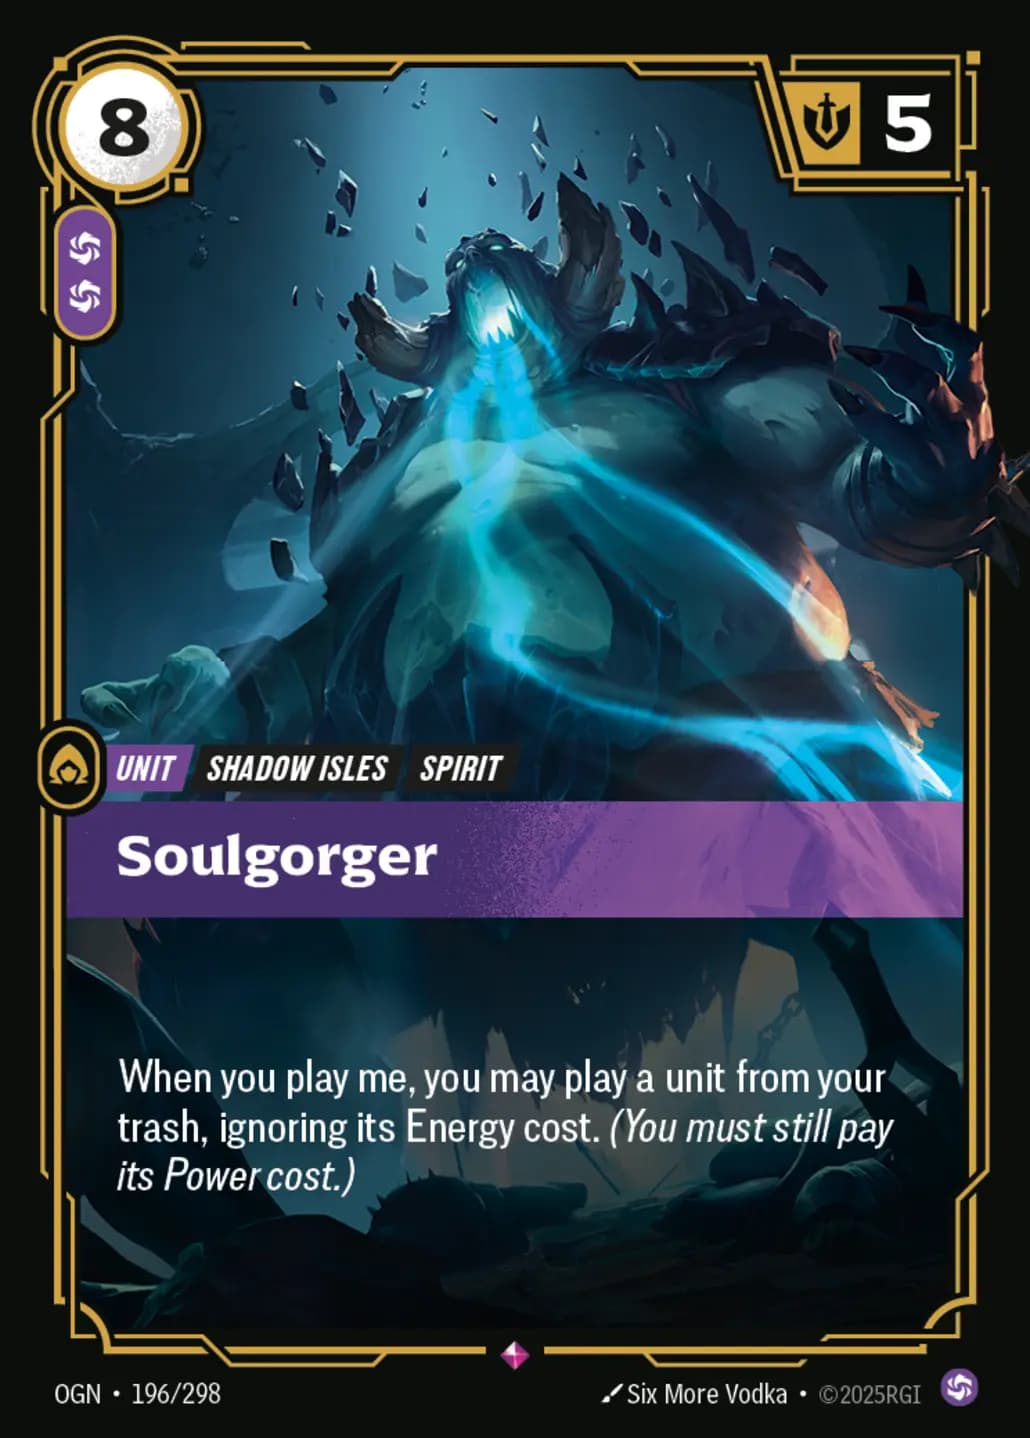 8
5
UNIT SHADOW ISLES SPIRIT
Soulgorger
When you play me, you may play a unit from your
trash, ignoring its Energy cost. (You must still pay
its Power cost.)
OGN • 196/298
Six More Vodka • ©2025RGI